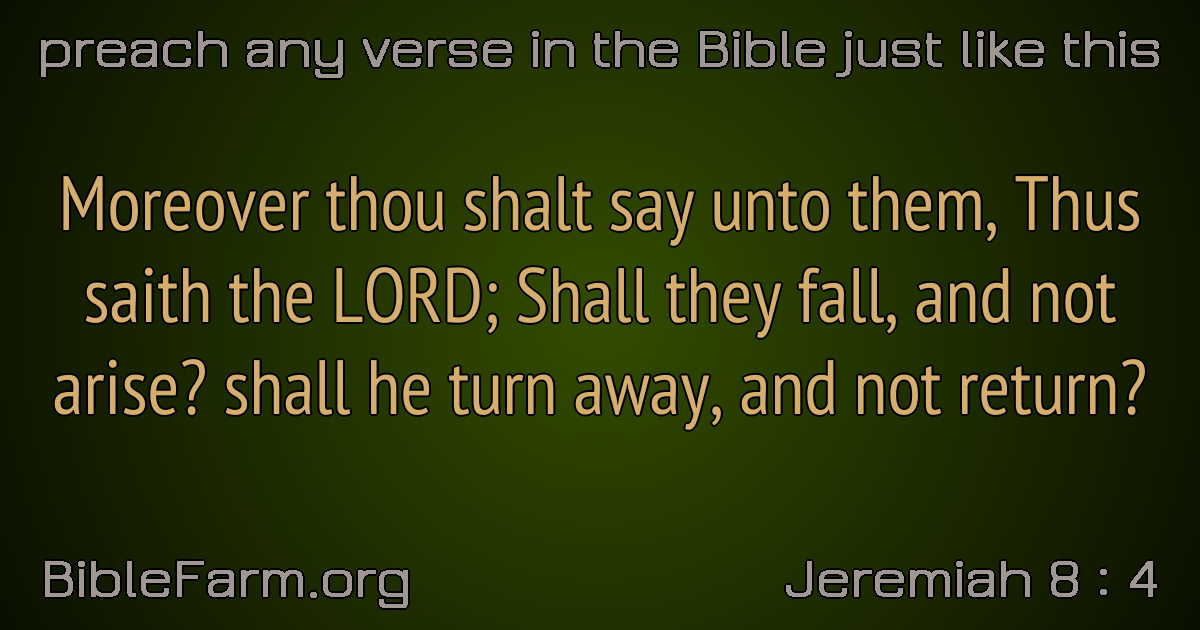 preach any verse in the Bible just like this
Moreover thou shalt say unto them, Thus
saith the LORD; Shall they fall, and not
arise? shall he turn away, and not return?
BibleFarm.org
Jeremiah 8 : 4